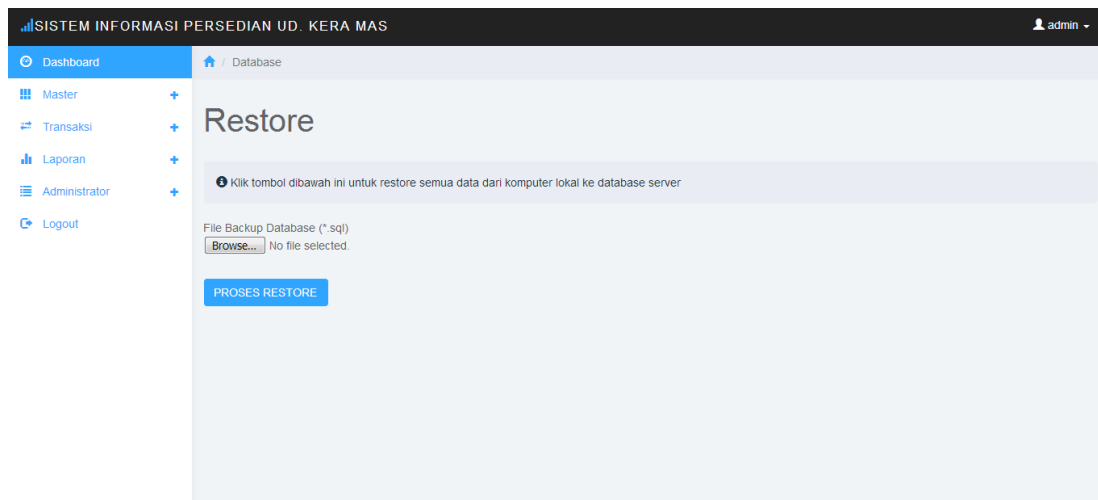 SISTEM INFORMASI PERSEDIAN UD. KERA MAS
admin
Dashboard
Master
Transaksi
Laporan
Administrator
Logout
/ Database
Restore
Klik tombol dibawah ini untuk restore semua data dari komputer lokal ke database server
File Backup Database (*.sql)
Browse... No file selected.
PROSES RESTORE